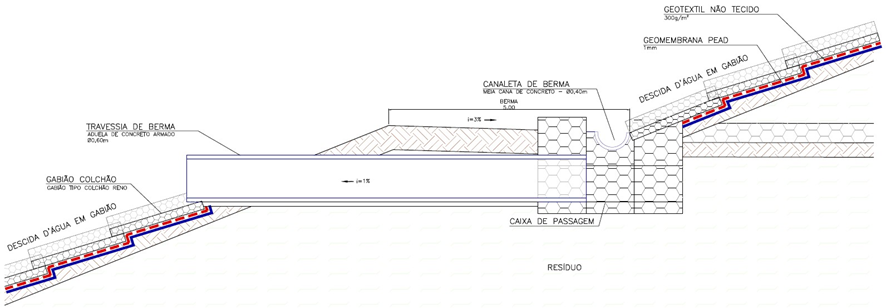 GEOTEXTIL NÃO TECIDO
300g/m²
GEOMEMBRANA PEAD
1mm
DESCIDA D'ÁGUA EM GABIÃO
CANALETA DE BERMA
MEIA CANA DE CONCRETO - Ø0,40m
BERMA
5,00
i=3%
TRAVESSIA DE BERMA
ADUELA DE CONCRETO ARMADO
Ø0,60m
i=1%
GABIÃO COLCHÃO
GABIÃO TIPO COLCHÃO RENO
DESCIDA D'ÁGUA EM GABIÃO
CAIXA DE PASSAGEM
RESÍDUO